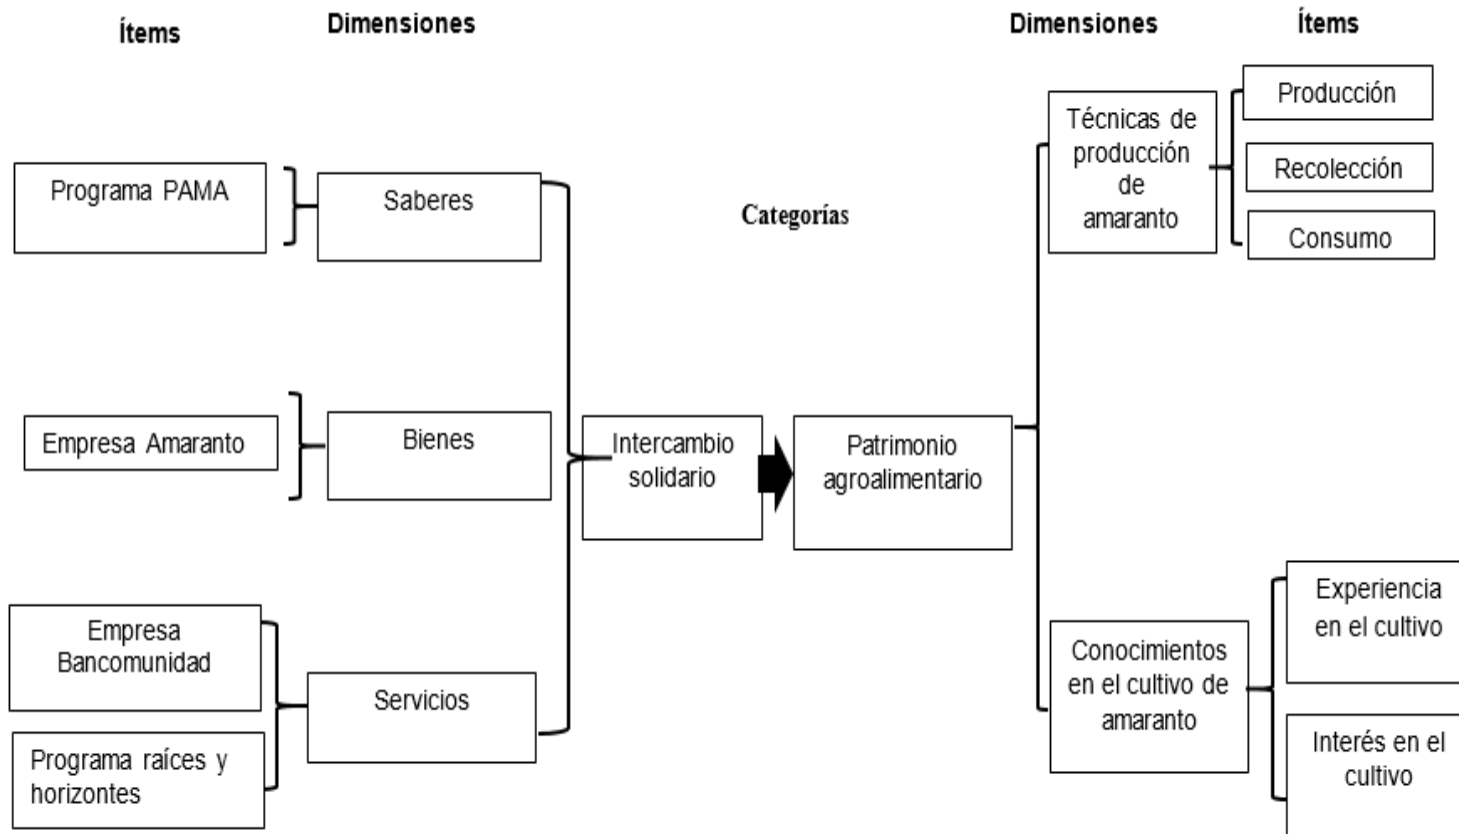 Ítems
Dimensiones
Dimensiones
Ítems
Programa PAMA
Saberes
Categorías
Técnicas de
producción
de
amaranto
Producción
Recolección
Consumo
Empresa Amaranto
Bienes
Intercambio
solidario
Patrimonio
agroalimentario
Empresa
Bancomunidad
Programa raíces y
horizontes
Servicios
Conocimientos
en el cultivo de
amaranto
Experiencia
en el cultivo
Interés en el
cultivo